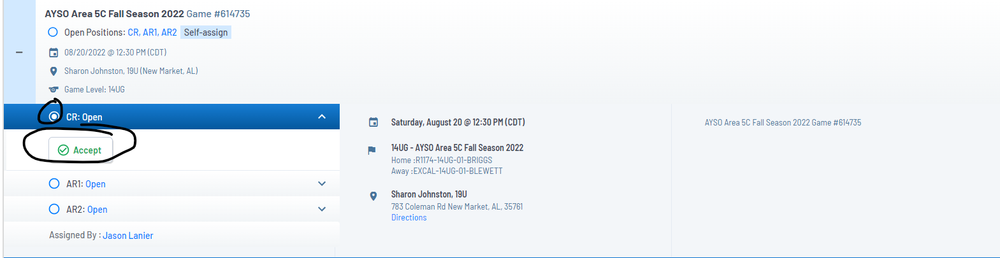 AYSO Area 5C Fall Season 2022 Game #614735
Open Positions: CR, AR1, AR2 Self-assign
08/20/2022 @ 12:30 PM (CDT)
Sharon Johnston, 19U (New Market, AL)
Game Level: 14UG
CR: Open
Accept
AR1: Open
AR2: Open
Assigned By : Jason Lanier
Saturday, August 20 @ 12:30 PM (CDT)
14UG - AYSO Area 5C Fall Season 2022
Home :R1174-14UG-01-BRIGGS
Away :EXCAL-14UG-01-BLEWETT
Sharon Johnston, 19U
783 Coleman Rd New Market, AL, 35761
Directions
AYSO Area 5C Fall Season 2022 Game #614735